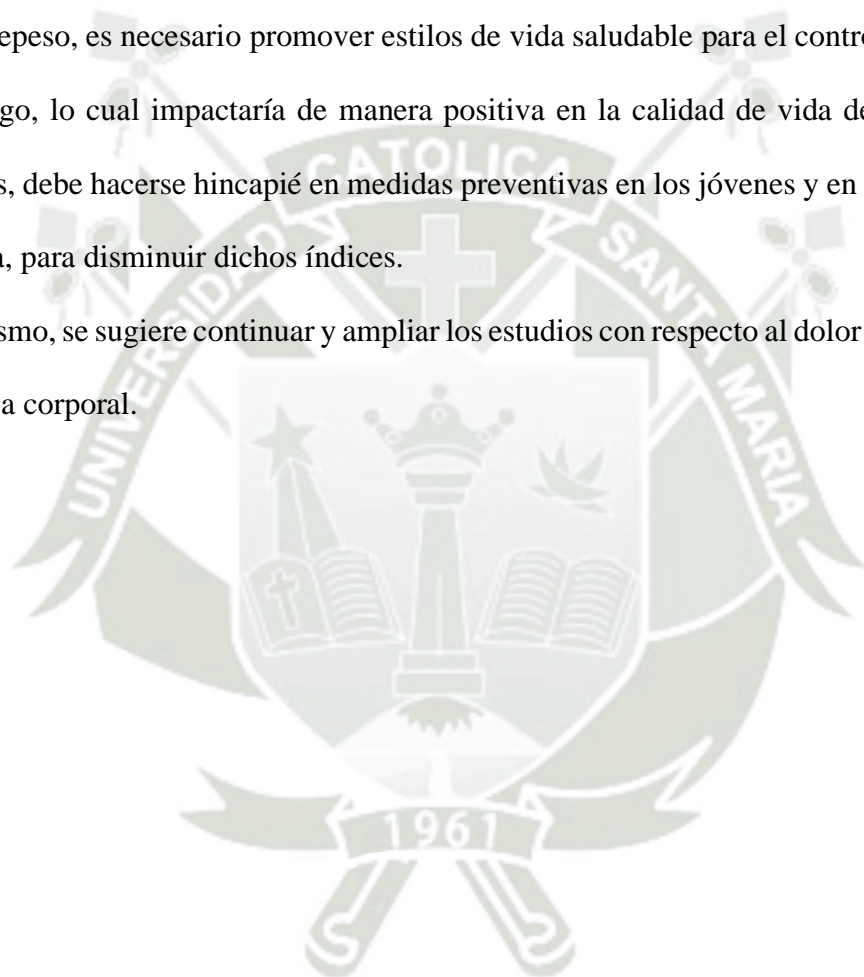 epeso, es necesario promover estilos de vida saludable para el contr
go, lo cual impactaría de manera positiva en la calidad de vida de
s, debe hacerse hincapié en medidas preventivas en los jóvenes y en
a, para disminuir dichos índices.
smo, se sugiere continuar y ampliar los estudios con respecto al dolor
a corporal.
UNIVERSIDAD CATOLICA SANTA MARIA
1961